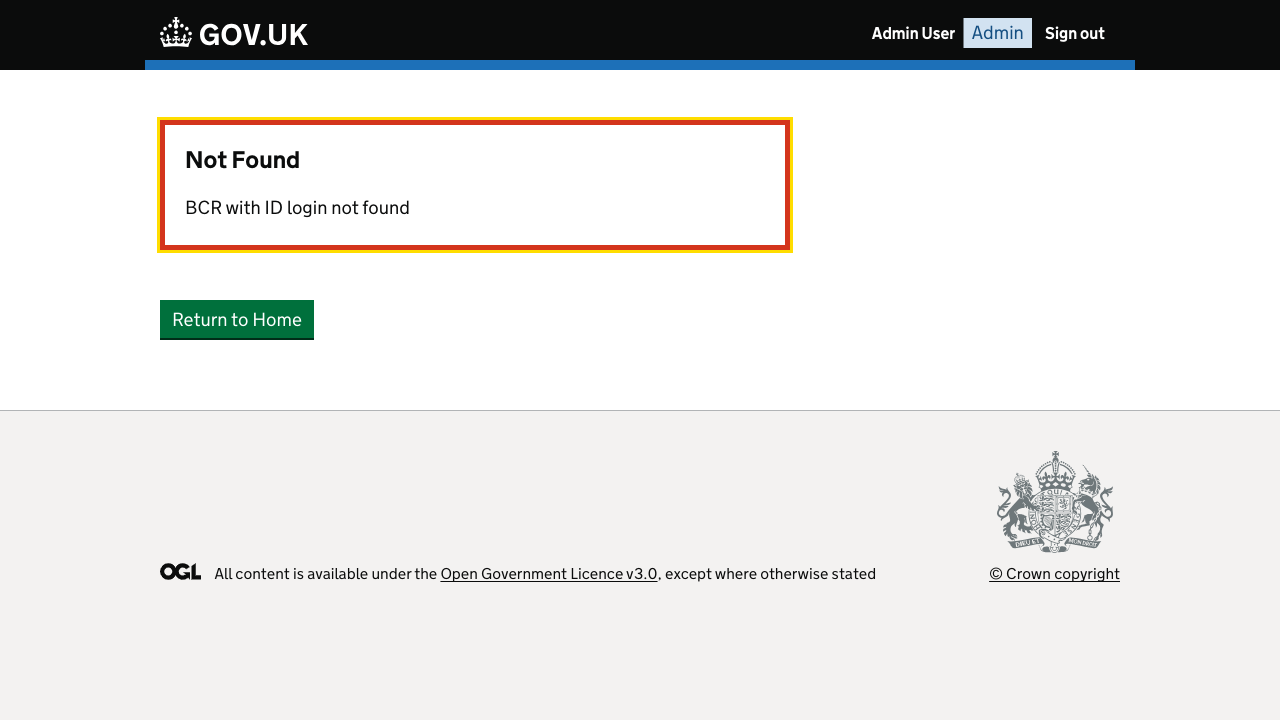 GOV.UK
Admin User Admin Sign out
Not Found
BCR with ID login not found
Return to Home
OGL All content is available under the Open Government Licence v3.0, except where otherwise stated
© Crown copyright